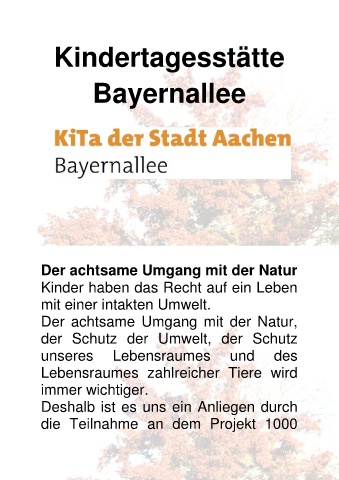 Kindertagesstätte
Bayernallee
KiTa der Stadt Aachen
Bayernallee
Der achtsame Umgang mit der Natur
Kinder haben das Recht auf ein Leben
mit einer intakten Umwelt.
Der achtsame Umgang mit der Natur,
der Schutz der Umwelt, der Schutz
unseres Lebensraumes und des
Lebensraumes zahlreicher Tiere wird
immer wichtiger.
Deshalb ist es uns ein Anliegen durch
die Teilnahme an dem Projekt 1000